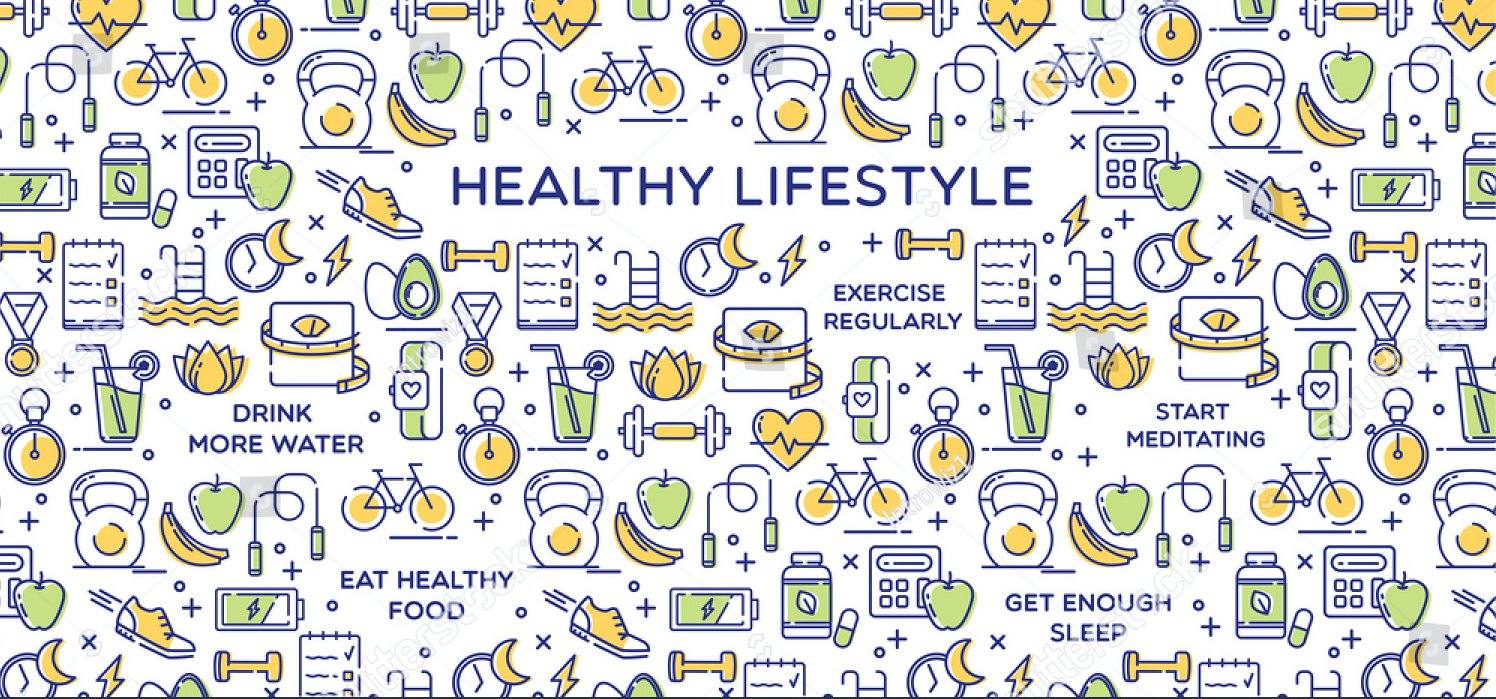 HEALTHY LIFESTYLE
EXERCISE
REGULARLY
DRINK
MORE WATER
START
MEDITATING
EAT HEALTHY
FOOD
GET ENOUGH
SLEEP